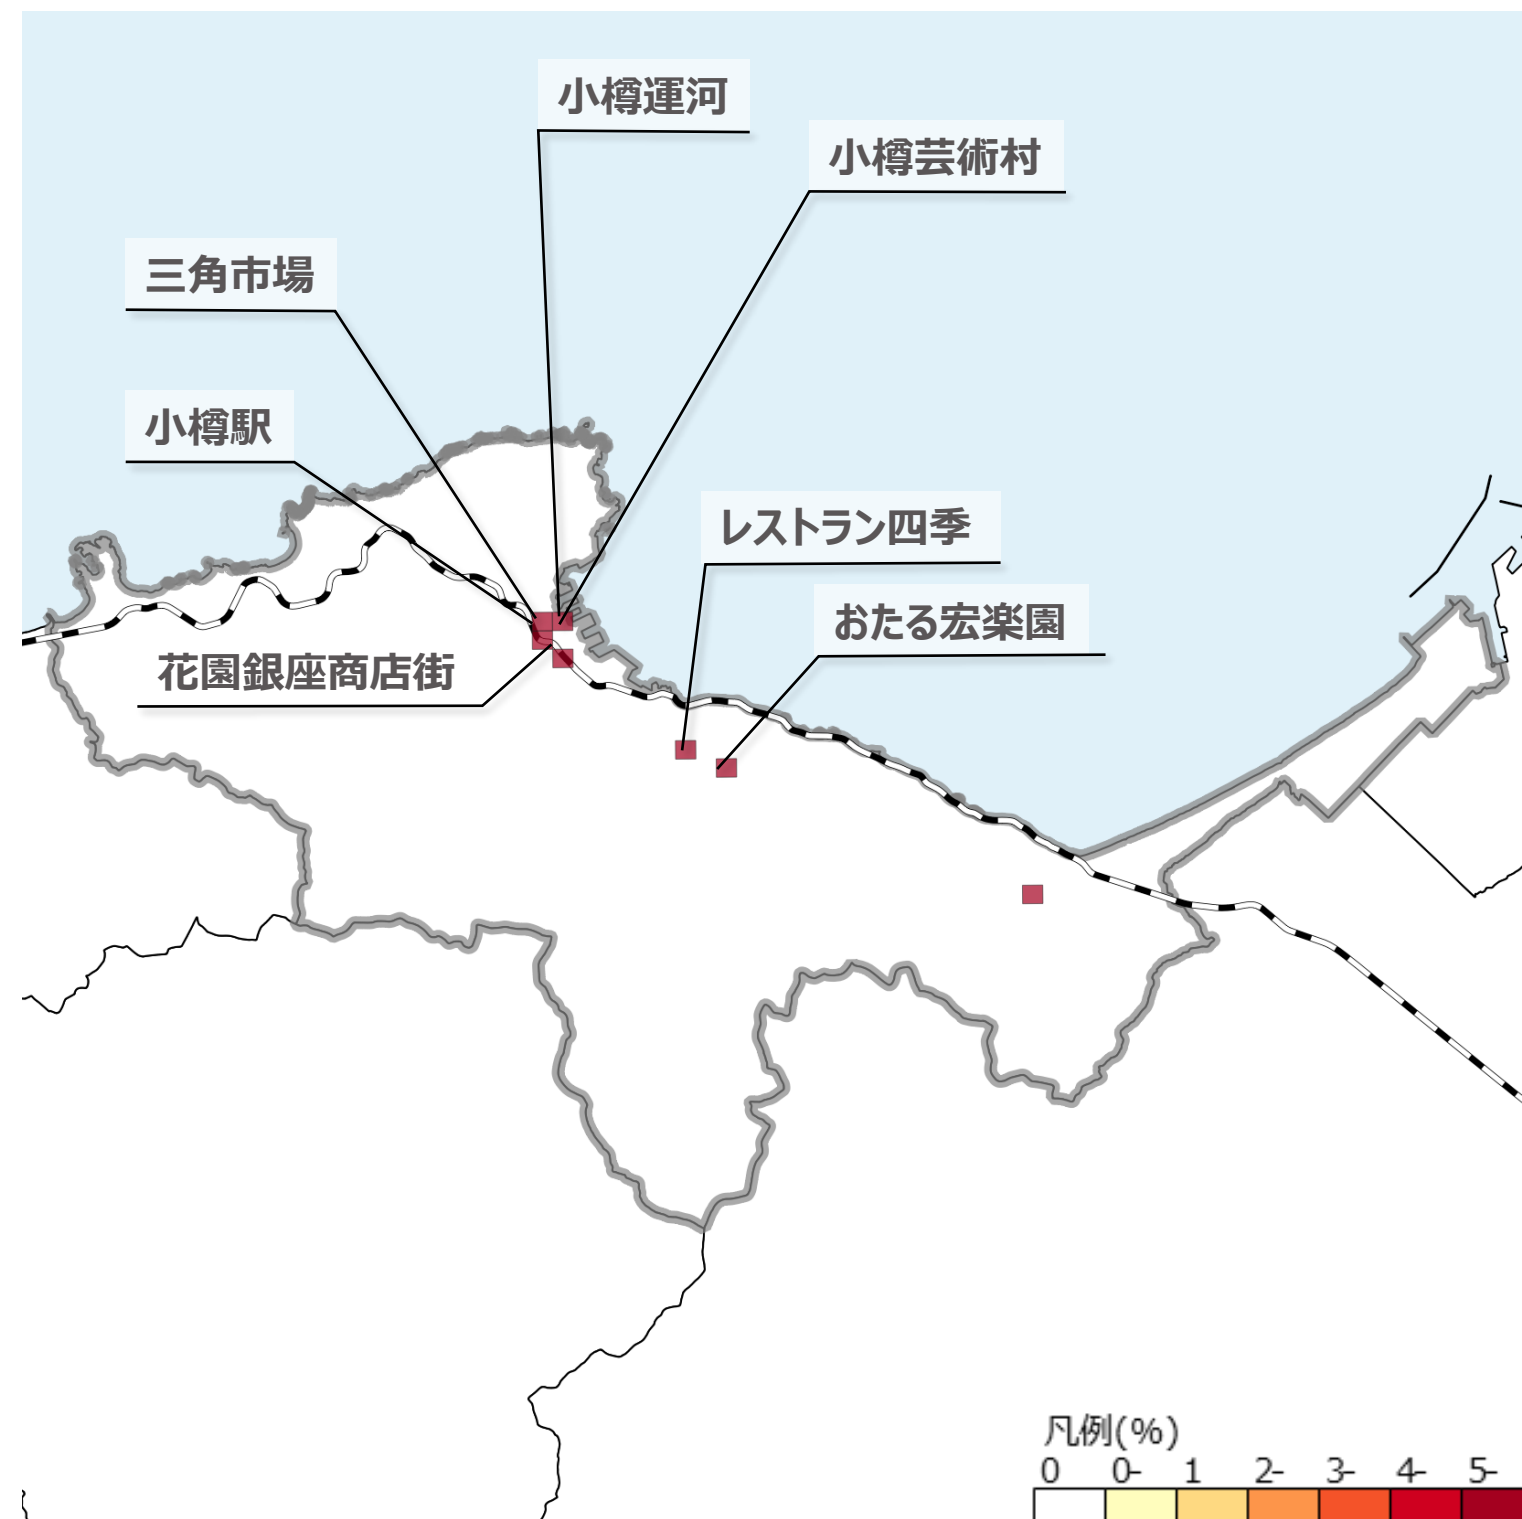 小樽運河
小樽芸術村
三角市場
小樽駅
レストラン四季
おたる宏楽園
花園銀座商店街
凡例(%)
0 0- 1 2- 3- 4- 5-